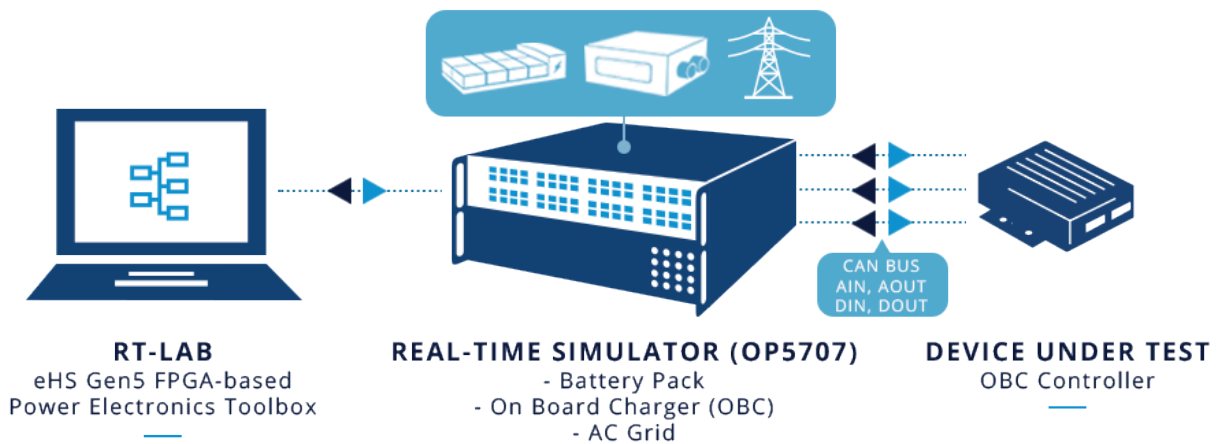 CAN BUS
AIN, AOUT
DIN, DOUT
RT-LAB
eHS Gen5 FPGA-based
Power Electronics Toolbox
REAL-TIME SIMULATOR (OP5707)
- Battery Pack
- On Board Charger (OBC)
- AC Grid
DEVICE UNDER TEST
OBC Controller